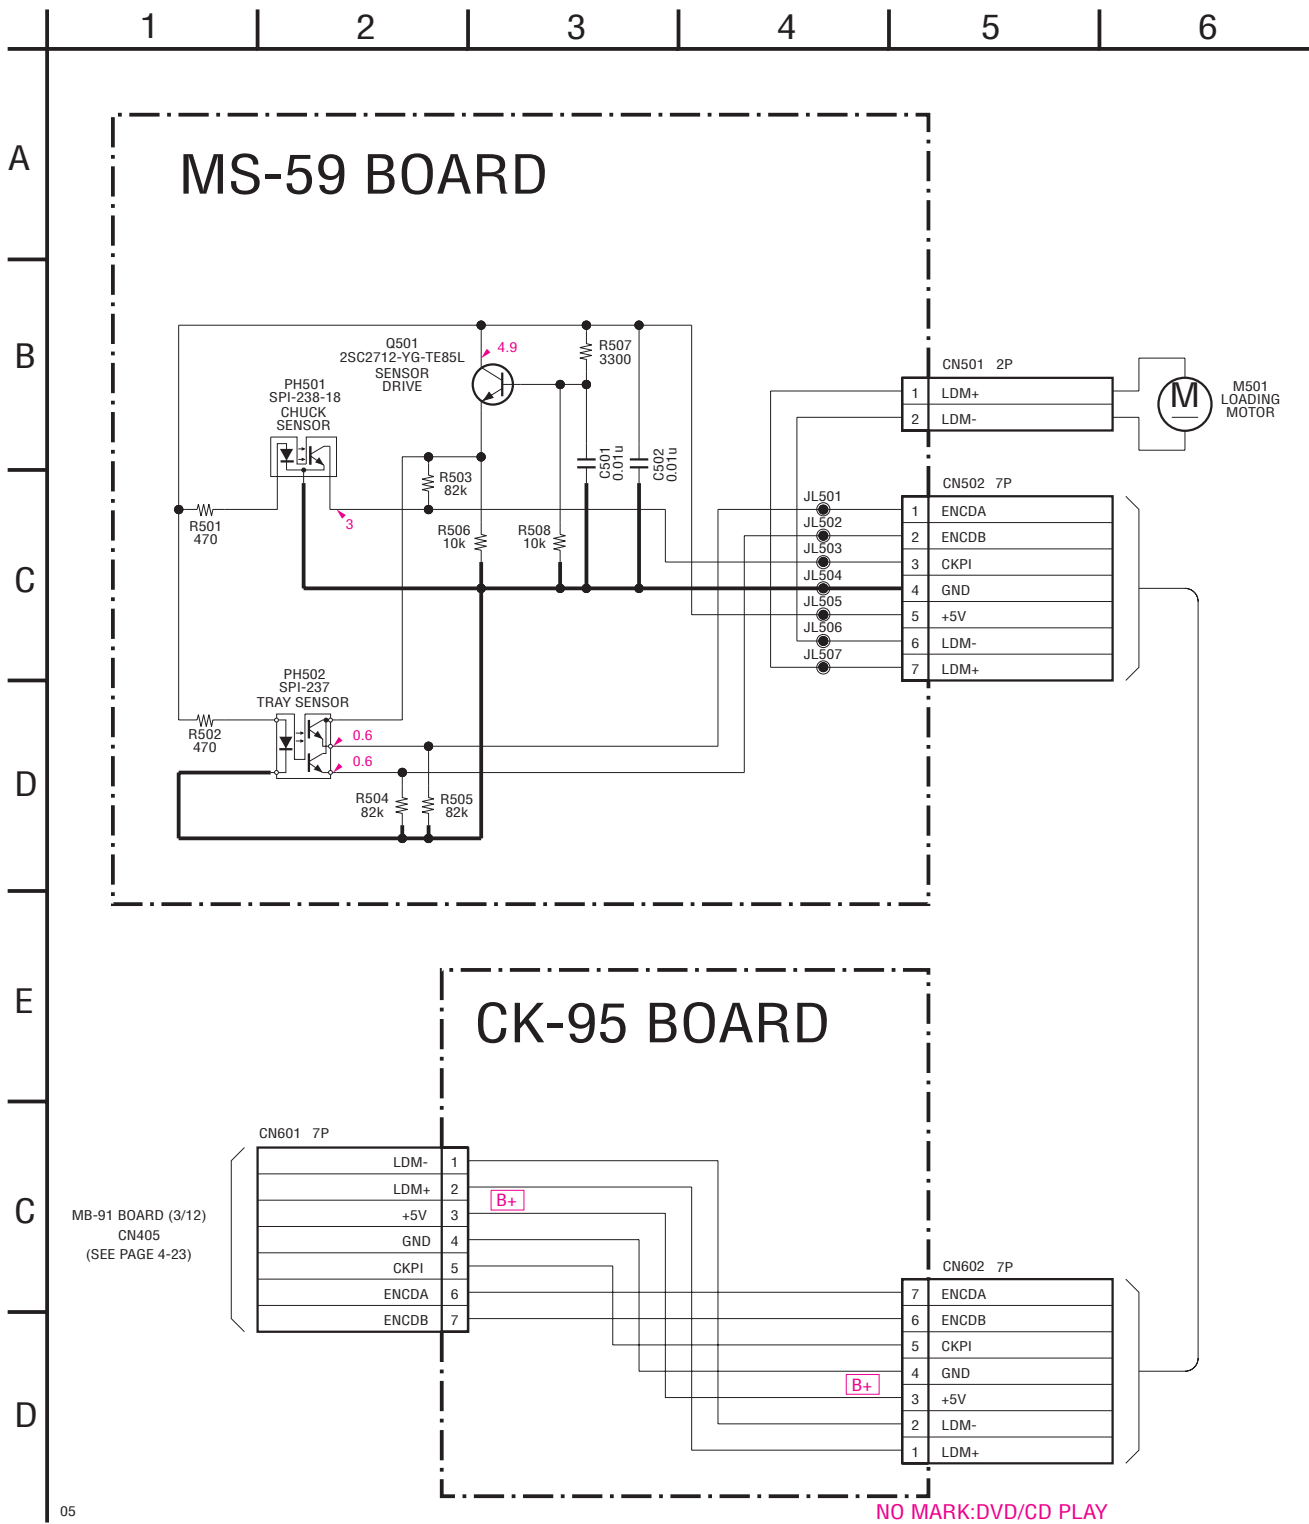 1 2 3 4 5 6
A
MS-59 BOARD
B
Q501
2SC2712-YG-TE85L
SENSOR
DRIVE
4.9
R507
3300
PH501
SPI-238-18
CHUCK
SENSOR
CN501 2P
1 LDM+
2 LDM-
M
M501
LOADING
MOTOR
C501
0.01u
C502
0.01u
R503
82k
CN502 7P
R501
470
3
R506
10k
R508
10k
C
JL501
JL502
JL503
JL504
JL505
JL506
JL507
1 ENCDA
2 ENCDB
3 CKPI
4 GND
5 +5V
6 LDM-
7 LDM+
PH502
SPI-237
TRAY SENSOR
R502
470
0.6
0.6
D
R504
82k
R505
82k
E
CK-95 BOARD
CN601 7P
LDM- 1
LDM+ 2
+5V 3
GND 4
CKPI 5
ENCDA 6
ENCDB 7
B+
C
MB-91 BOARD (3/12)
CN405
(SEE PAGE 4-23)
CN602 7P
7 ENCDA
6 ENCDB
5 CKPI
4 GND
3 +5V
2 LDM-
1 LDM+
B+
D
05
NO MARK:DVD/CD PLAY